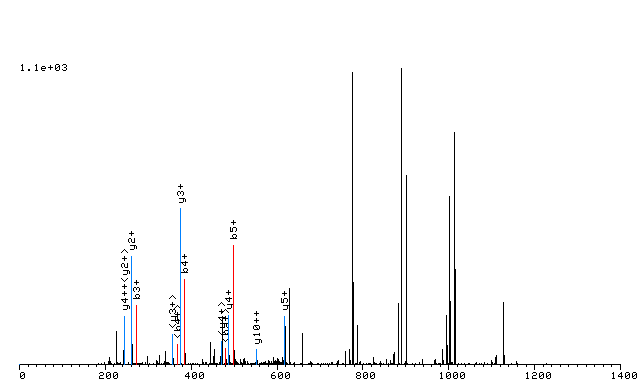 1.1e+03
y4++<y2+>
y2+
b3+
<y3+>
y3+
b4+
y4+
b5+
y10++
y5+
0
200
400
600
800
1000
1200
1400